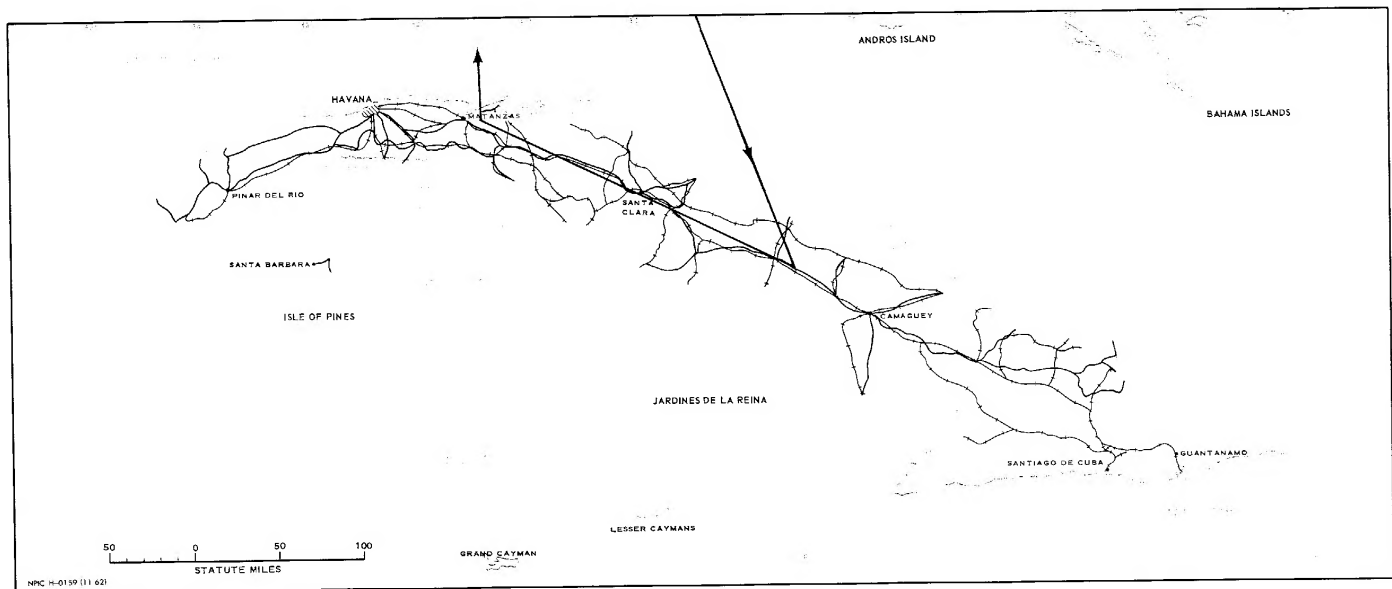 ANDROS ISLAND
HAVANA
MATANZAS
BAHAMA ISLANDS
PINAR DEL RIO
SANTA
CLARA
SANTA BARBARA
ISLE OF PINES
CAMAGUEY
JARDINES DE LA REINA
GUANTANAMO
SANTIAGO DE CUBA
LESSER CAYMANS
GRAND CAYMAN
50 0 50 100
STATUTE MILES
NPIC H-0159 (11 62)